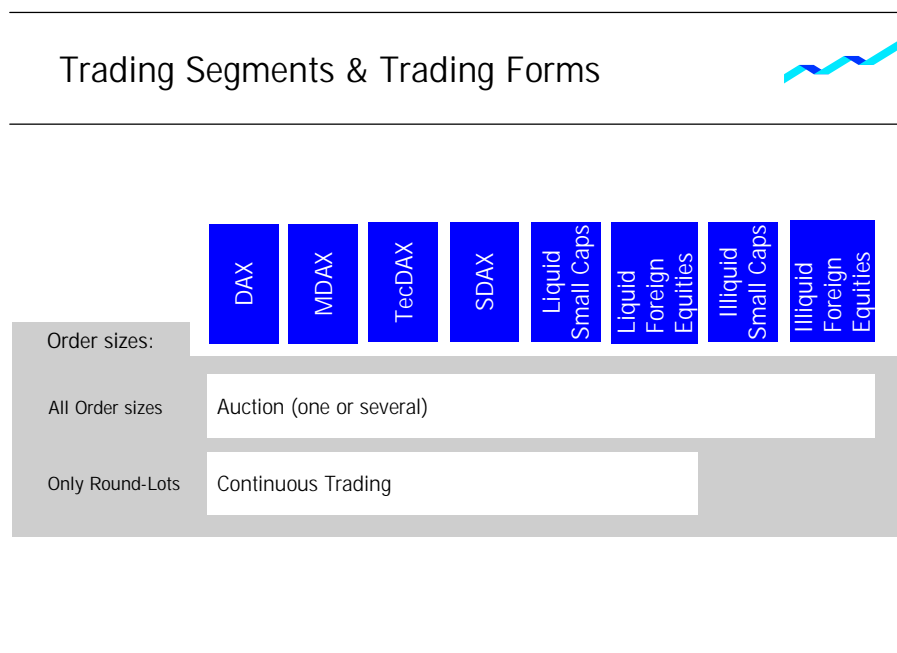 Trading Segments & Trading Forms
DAX
MDAX
TecDAX
SDAX
Liquid
Small Caps
Liquid
Foreign
Equities
Illiquid
Small Caps
Illiquid
Foreign
Equities
Order sizes:
All Order sizes
Auction (one or several)
Only Round-Lots
Continuous Trading